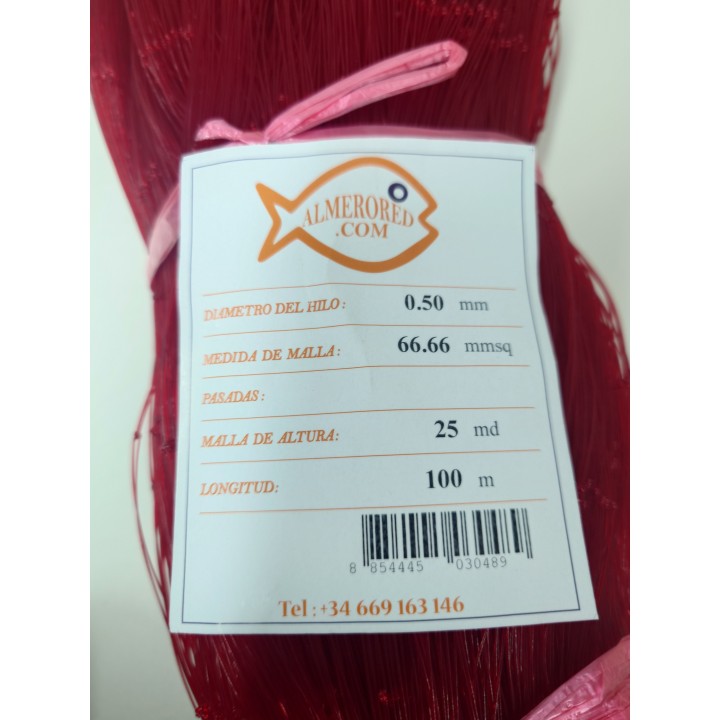 ALMERORED
.COM
DIAMETRO DEL HILO: 0.50 mm
MEDIDA DE MALLA: 66.66 mmsq
PASADAS:
MALLA DE ALTURA: 25 md
LONGITUD: 100 m
8 854445 030489
Tel :+34 669 163 146